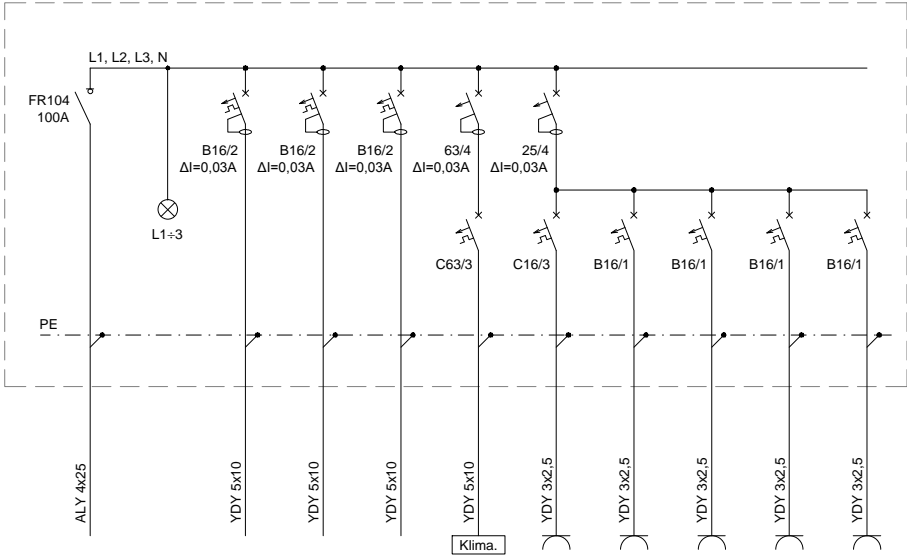 L1, L2, L3, N
FR104
100A
B16/2
ΔI=0,03A
B16/2
ΔI=0,03A
B16/2
ΔI=0,03A
63/4
ΔI=0,03A
25/4
ΔI=0,03A
L1÷3
C63/3
C16/3
B16/1
B16/1
B16/1
B16/1
PE
ALY 4x25
YDY 5x10
YDY 5x10
YDY 5x10
YDY 5x10
YDY 3x2,5
YDY 3x2,5
YDY 3x2,5
YDY 3x2,5
YDY 3x2,5
Klima.